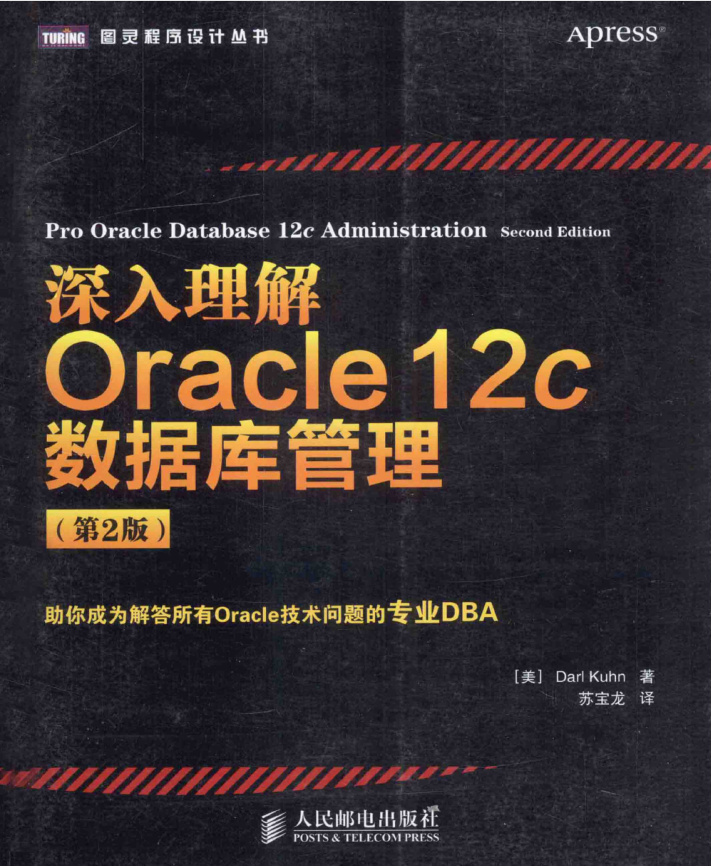 TURING 图灵程序设计丛书
Apress®
Pro Oracle Database 12c Administration Second Edition
深入理解
Oracle 12c
数据库管理
(第2版)
助你成为解答所有Oracle技术问题的专业DBA
[美] Darl Kuhn 著
苏宝龙 译
人民邮电出版社
POSTS & TELECOM PRESS